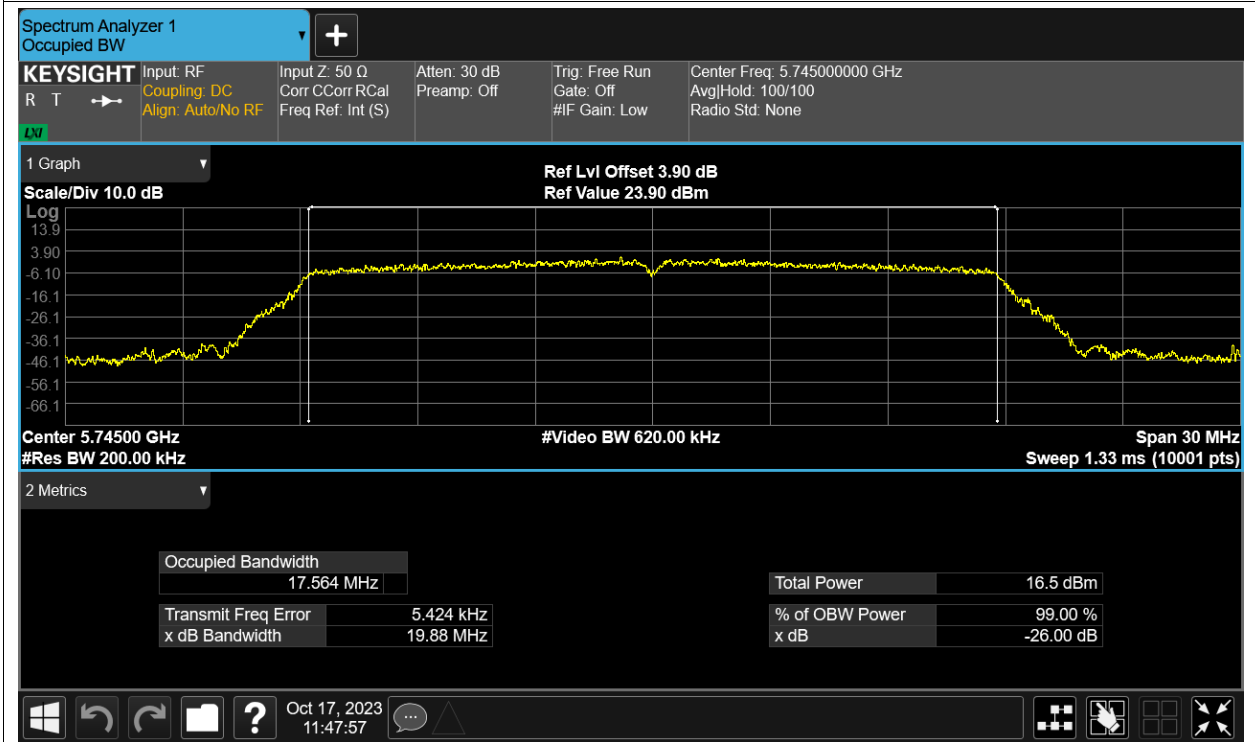 Spectrum Analyzer 1
Occupied BW
KEYSIGHT
R T
LXI
Input: RF
Coupling: DC
Align: Auto/No RF
Input Z: 50 Ω
Corr CCorr RCal
Freq Ref: Int (S)
Atten: 30 dB
Preamp: Off
Trig: Free Run
Gate: Off
#IF Gain: Low
Center Freq: 5.745000000 GHz
Avg|Hold: 100/100
Radio Std: None
1 Graph
Scale/Div 10.0 dB
Ref Lvl Offset 3.90 dB
Ref Value 23.90 dBm
Log
13.9
3.90
-6.10
-16.1
-26.1
-36.1
-46.1
-56.1
-66.1
Center 5.74500 GHz
#Video BW 620.00 kHz
Span 30 MHz
#Res BW 200.00 kHz
Sweep 1.33 ms (10001 pts)
2 Metrics
Occupied Bandwidth
17.564 MHz
Total Power 16.5 dBm
Transmit Freq Error 5.424 kHz
% of OBW Power 99.00 %
x dB Bandwidth 19.88 MHz
x dB -26.00 dB
?
Oct 17, 2023
11:47:57